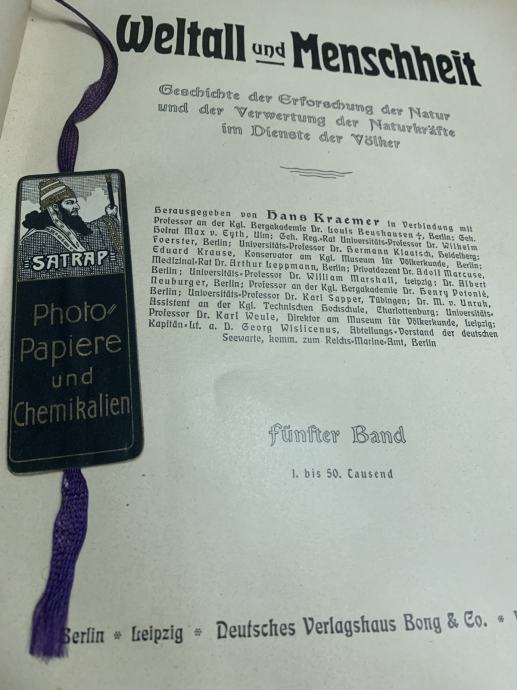 Weltall und Menschheit
Geschichte der Erforschung der Natur
und der Verwertung der Naturkräfte
im Dienste der Völker
Herausgegeben von Hans Kraemer in Verbindung mit
Professor an der Kgl. Bergakademie Dr. Louis Beushausen †, Berlin; Geh.
Hofrat Max v. Eyth, Ulm; Geh. Reg.-Rat Universitäts-Professor Dr. Wilhelm
Foerster, Berlin; Universitäts-Professor Dr. Hermann Klaatsch, Heidelberg;
Eduard Krause, Konservator am Kgl. Museum für Völkerkunde, Berlin;
Medizinal-Rat Dr. Arthur Leppmann, Berlin; Privatdozent Dr. Adolf Marcuse,
Berlin; Universitäts-Professor Dr. William Marshall, Leipzig; Dr. Albert
Neuburger, Berlin; Professor an der Kgl. Bergakademie Dr. Henry Potonié,
Berlin; Universitäts-Professor Dr. Karl Sapper, Tübingen; Dr. M. v. Unruh,
Assistent an der Kgl. Technischen Hochschule, Charlottenburg; Universitäts-
Professor Dr. Karl Weule, Direktor am Museum für Völkerkunde, Leipzig;
Kapitän-Lt. a. D. Georg Wislicenus, Abteilungs-Vorstand der deutschen
Seewarte, komm. zum Reichs-Marine-Amt, Berlin
SATRAP
Photo-
Papiere
und
Chemikalien
Fünfter Band
1. bis 50. Tausend
Berlin * Leipzig * Deutsches Verlagshaus Bong & Co. *